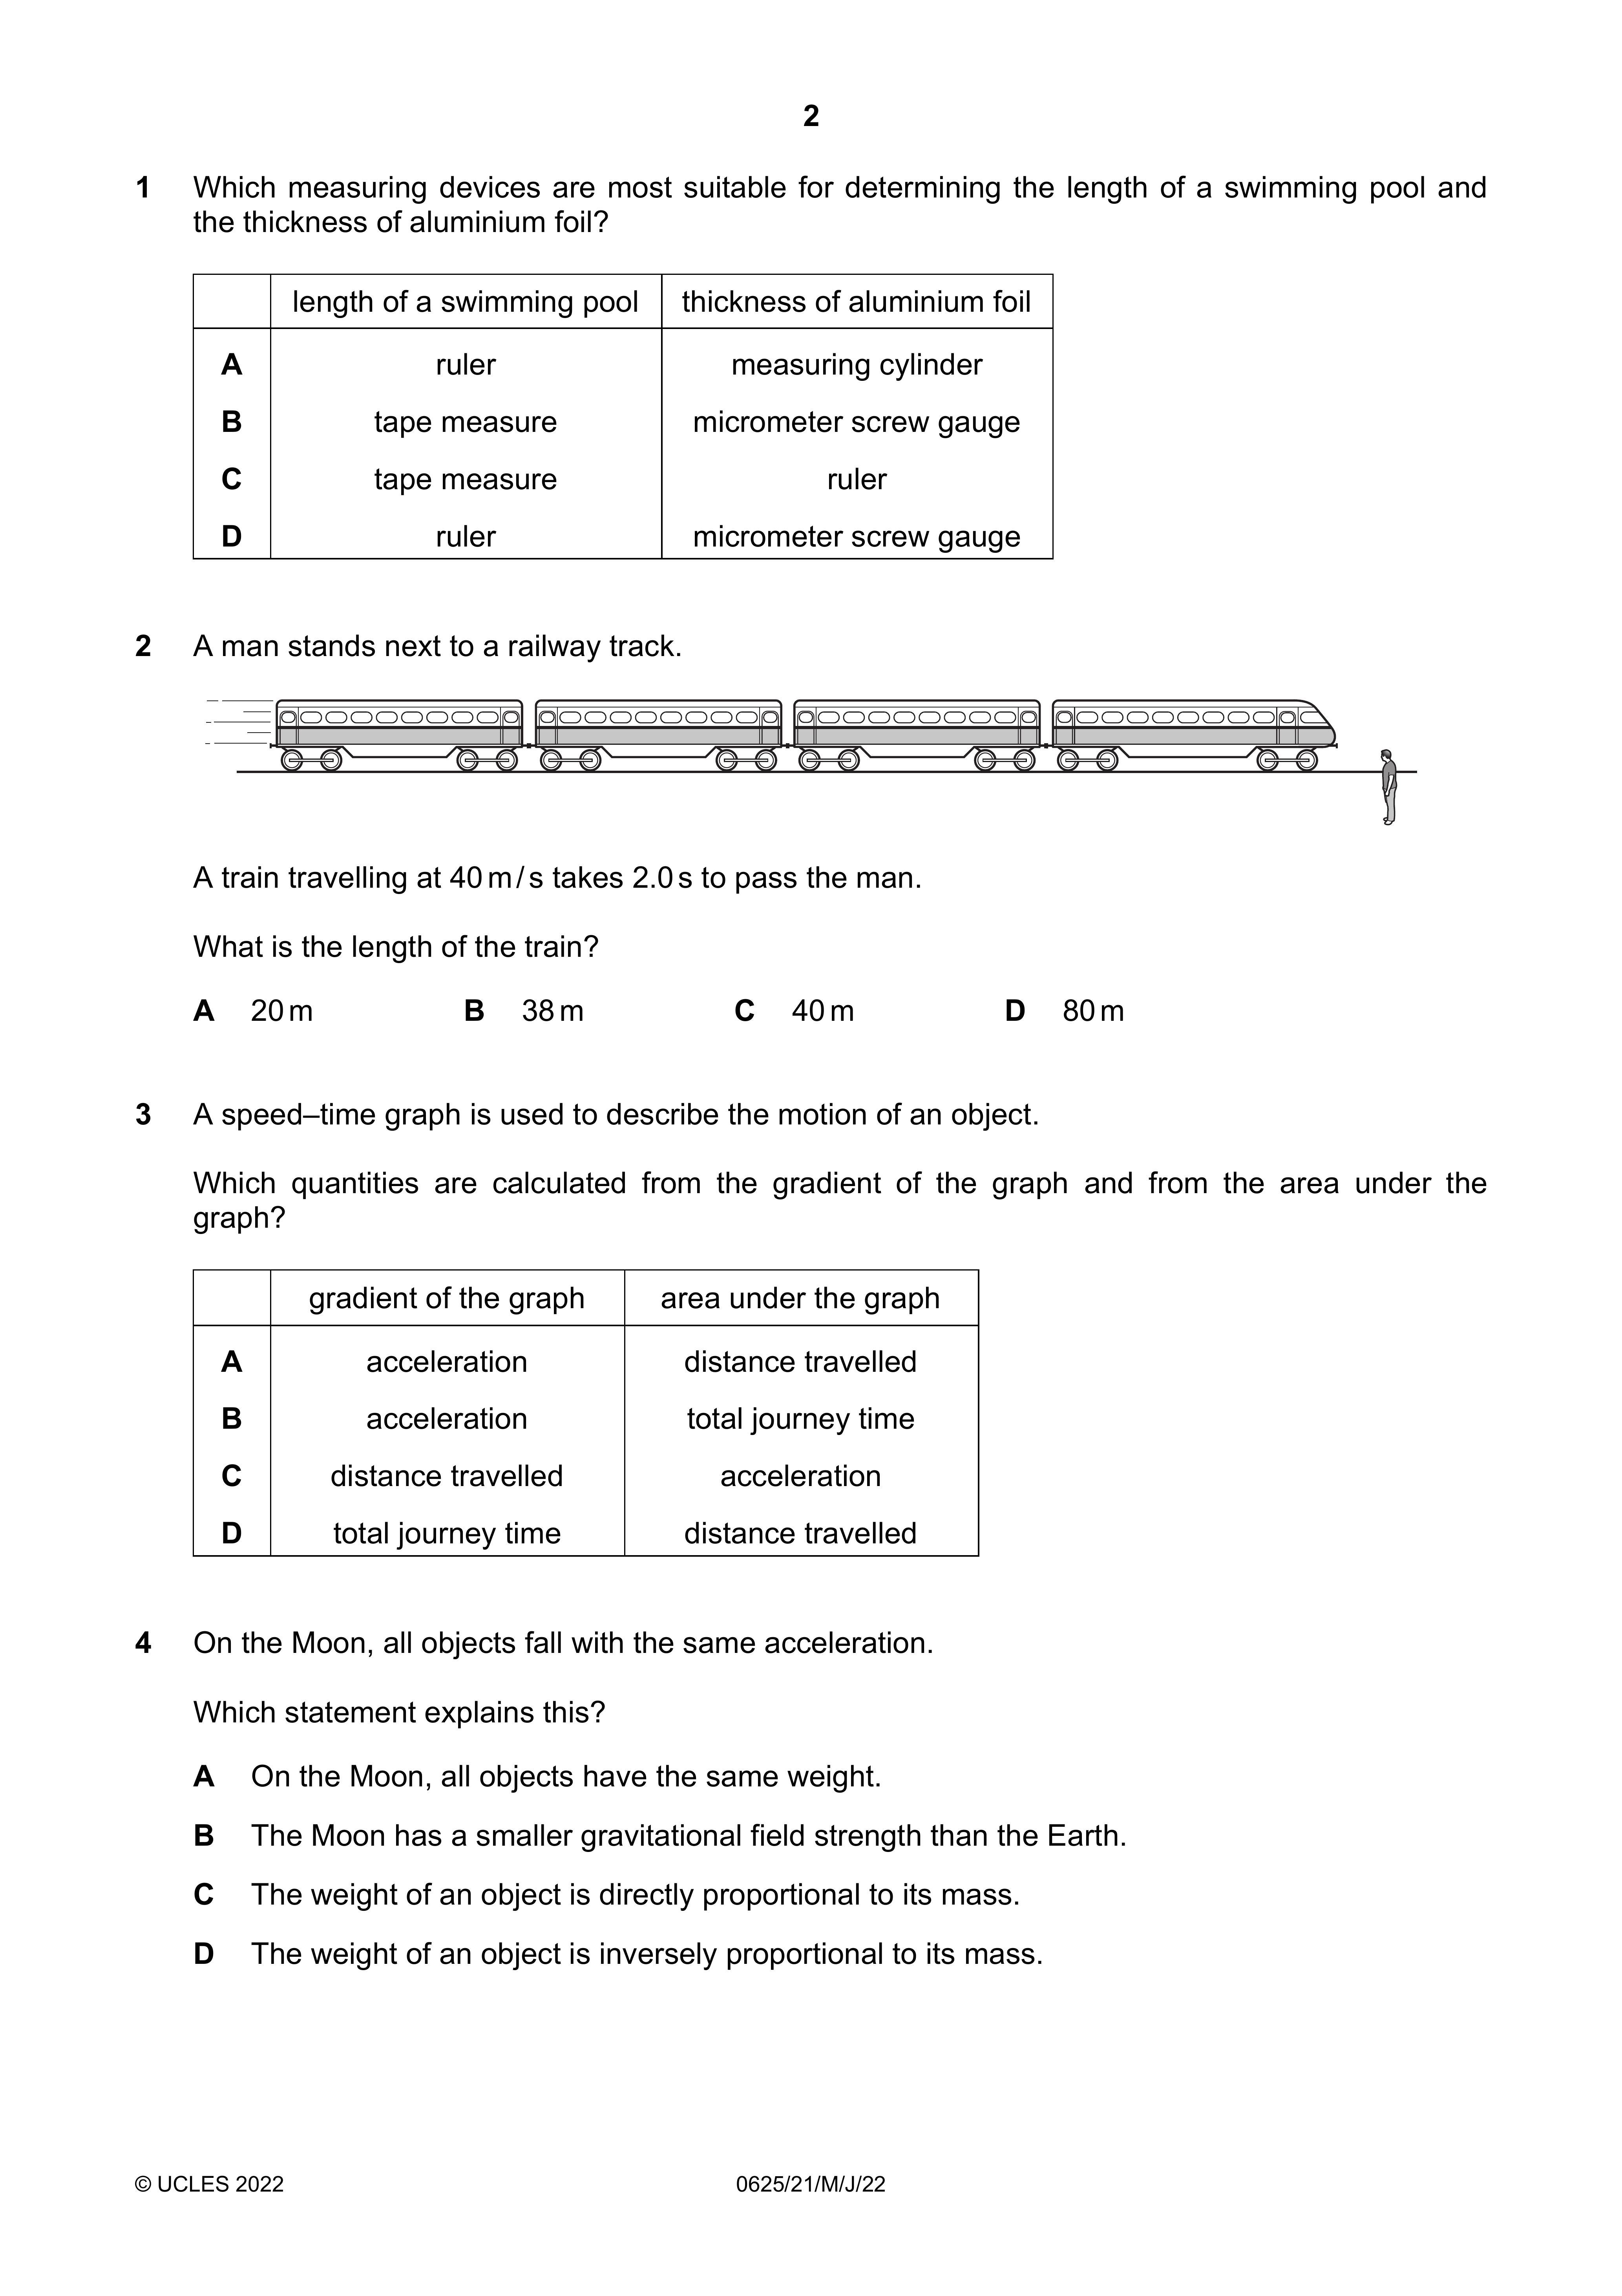 2
1 Which measuring devices are most suitable for determining the length of a swimming pool and
the thickness of aluminium foil?
length of a swimming pool thickness of aluminium foil
A ruler measuring cylinder
B tape measure micrometer screw gauge
C tape measure ruler
D ruler micrometer screw gauge
2 A man stands next to a railway track.
A train travelling at 40 m / s takes 2.0 s to pass the man.
What is the length of the train?
A 20 m B 38 m C 40 m D 80 m
3 A speed–time graph is used to describe the motion of an object.
Which quantities are calculated from the gradient of the graph and from the area under the
graph?
gradient of the graph area under the graph
A acceleration distance travelled
B acceleration total journey time
C distance travelled acceleration
D total journey time distance travelled
4 On the Moon, all objects fall with the same acceleration.
Which statement explains this?
A On the Moon, all objects have the same weight.
B The Moon has a smaller gravitational field strength than the Earth.
C The weight of an object is directly proportional to its mass.
D The weight of an object is inversely proportional to its mass.
© UCLES 2022 0625/21/M/J/22